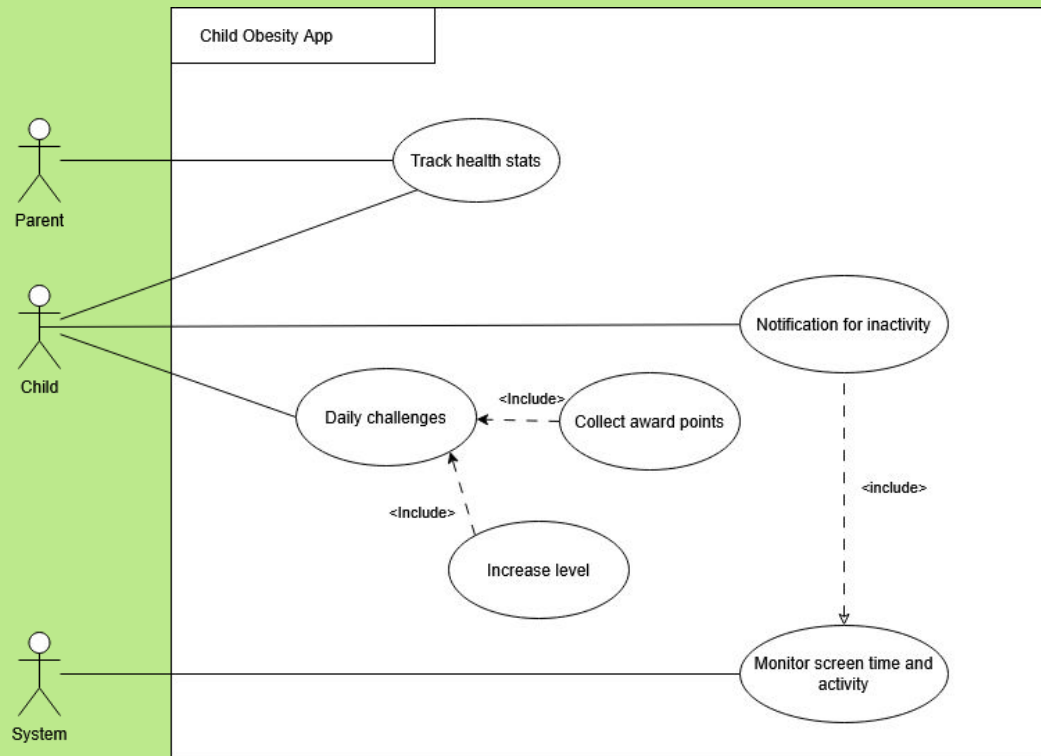 Child Obesity App
Track health stats
Parent
Notification for inactivity
Child
Daily challenges
<Include>
Collect award points
<include>
<Include>
Increase level
Monitor screen time and
activity
System